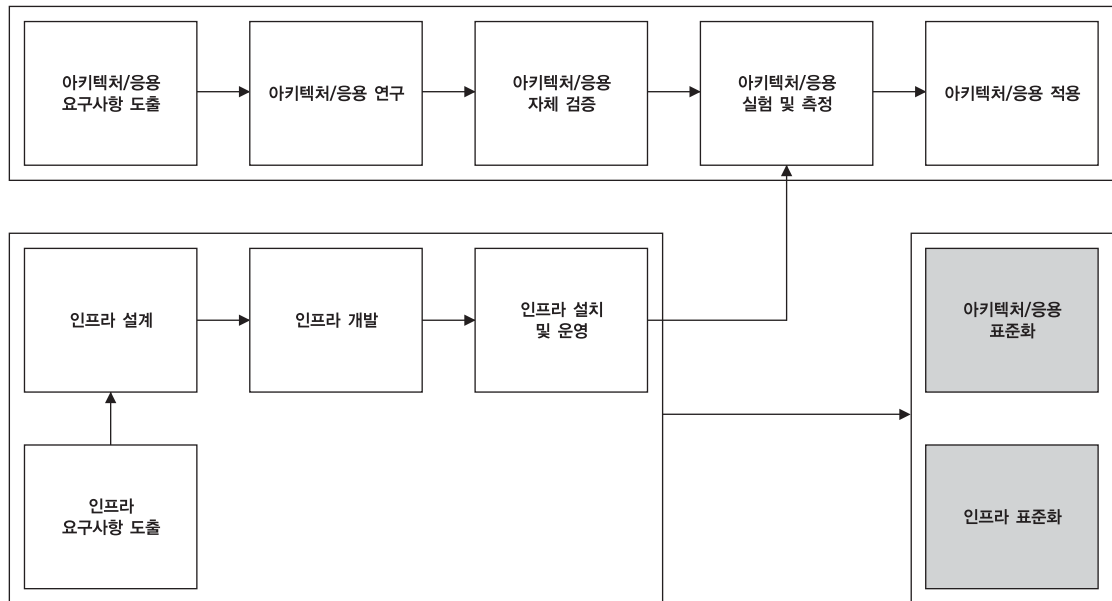 아키텍처/응용
요구사항 도출
아키텍처/응용 연구
아키텍처/응용
자체 검증
아키텍처/응용
실험 및 측정
아키텍처/응용 적용
인프라 설계
인프라 개발
인프라 설치
및 운영
아키텍처/응용
표준화
인프라
요구사항 도출
인프라 표준화